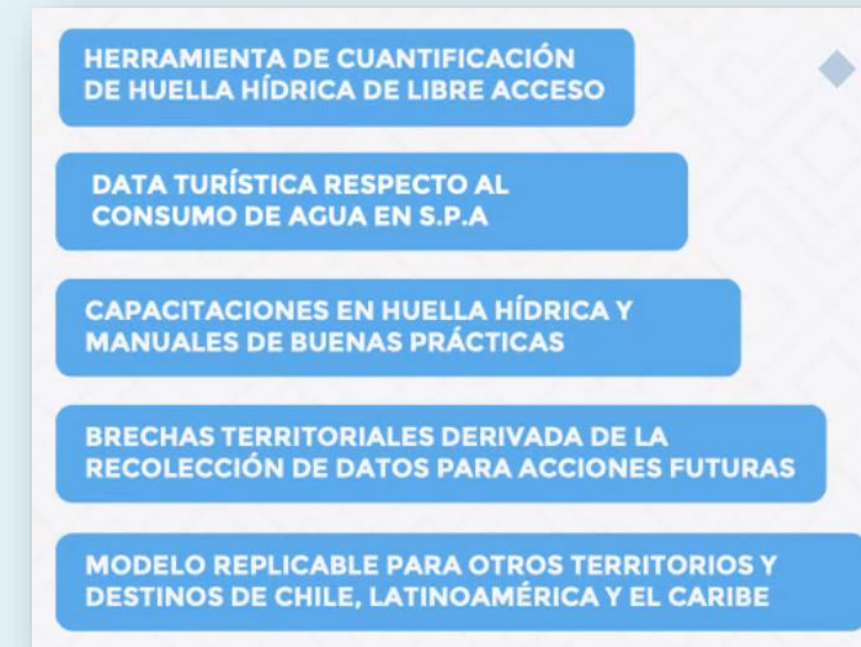 HERRAMIENTA DE CUANTIFICACIÓN
DE HUELLA HÍDRICA DE LIBRE ACCESO
DATA TURÍSTICA RESPECTO AL
CONSUMO DE AGUA EN S.P.A
CAPACITACIONES EN HUELLA HÍDRICA Y
MANUALES DE BUENAS PRÁCTICAS
BRECHAS TERRITORIALES DERIVADA DE LA
RECOLECCIÓN DE DATOS PARA ACCIONES FUTURAS
MODELO REPLICABLE PARA OTROS TERRITORIOS Y
DESTINOS DE CHILE, LATINOAMÉRICA Y EL CARIBE